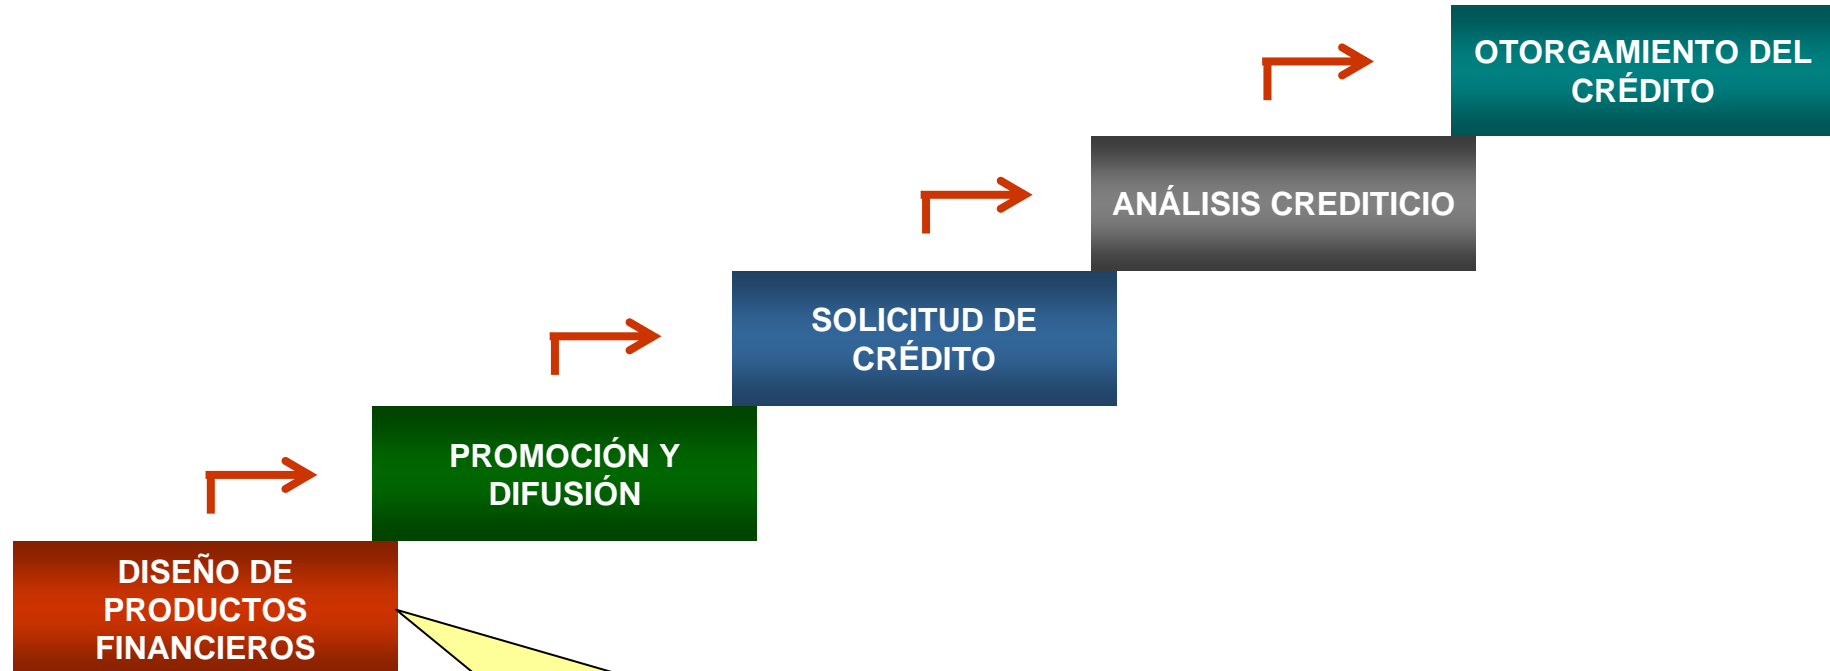 OTORGAMIENTO DEL
CRÉDITO
ANÁLISIS CREDITICIO
SOLICITUD DE
CRÉDITO
PROMOCIÓN Y
DIFUSIÓN
DISEÑO DE
PRODUCTOS
FINANCIEROS